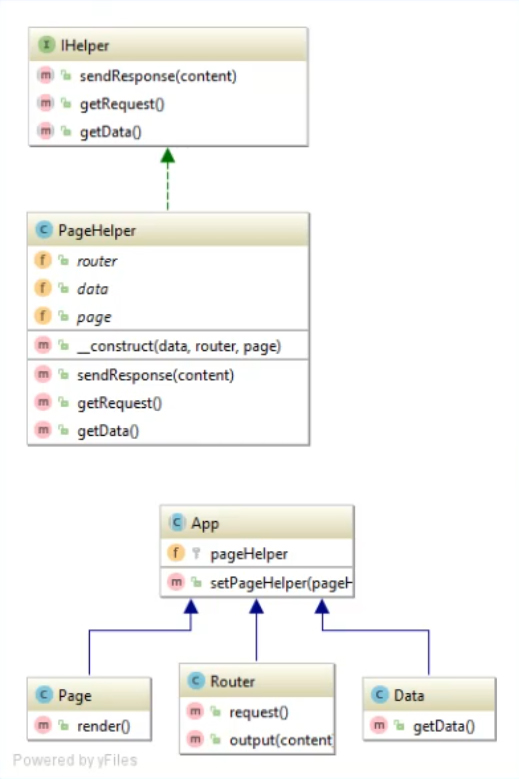 I IHelper
m sendResponse(content)
m getRequest()
m getData()
C PageHelper
f router
f data
f page
m __construct(data, router, page)
m sendResponse(content)
m getRequest()
m getData()
C App
f pageHelper
m setPageHelper(pageH
C Page
m render()
C Router
m request()
m output(content
C Data
m getData()
Powered by yFiles